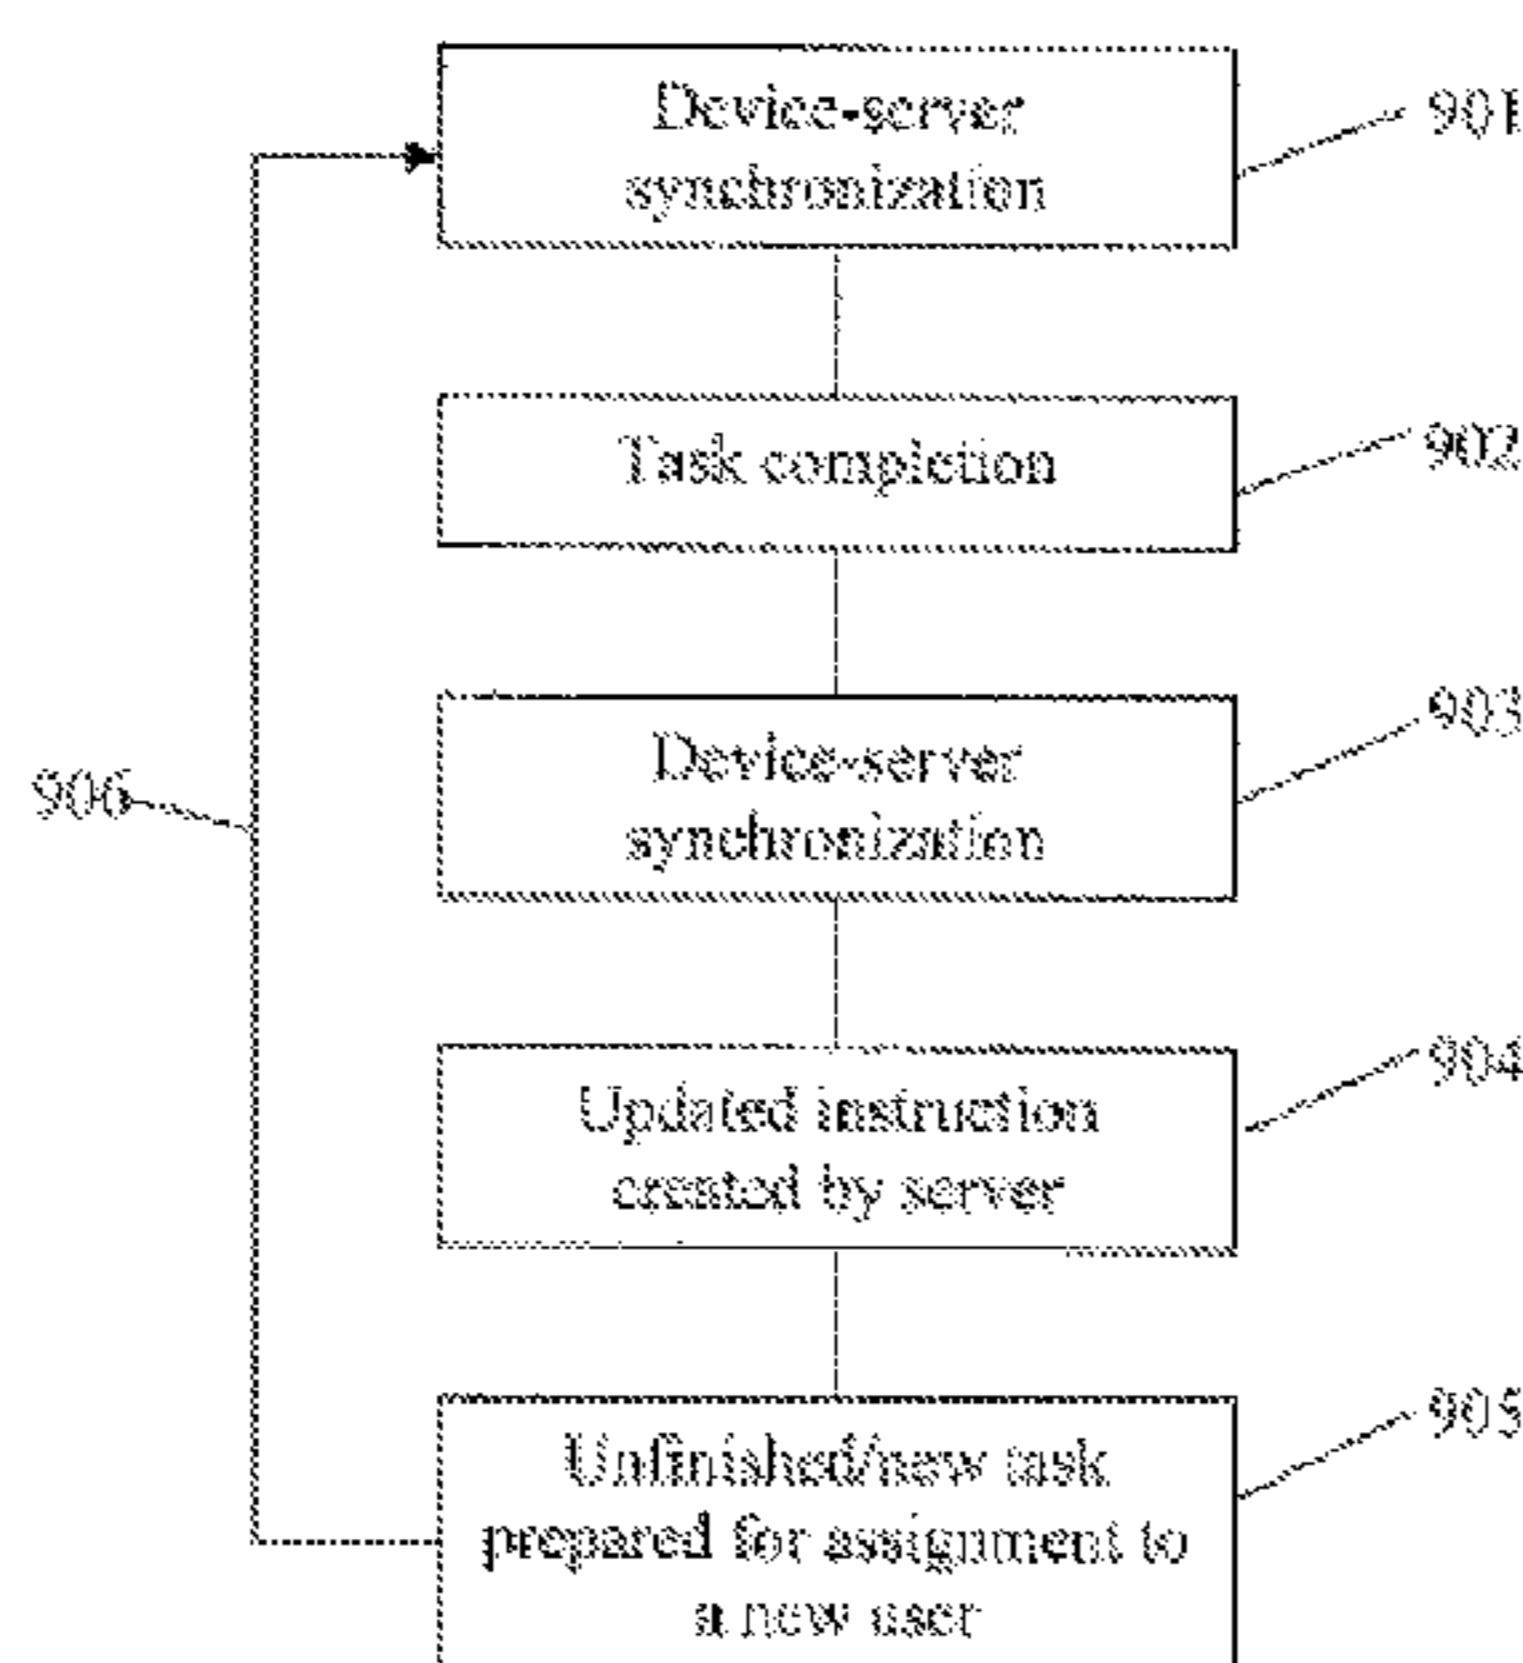 Device-server
synchronization
901
Task completion
902
Device-server
synchronization
903
906
Updated instruction
created by server
904
Unfinished/new task
prepared for assignment to
a new user
905